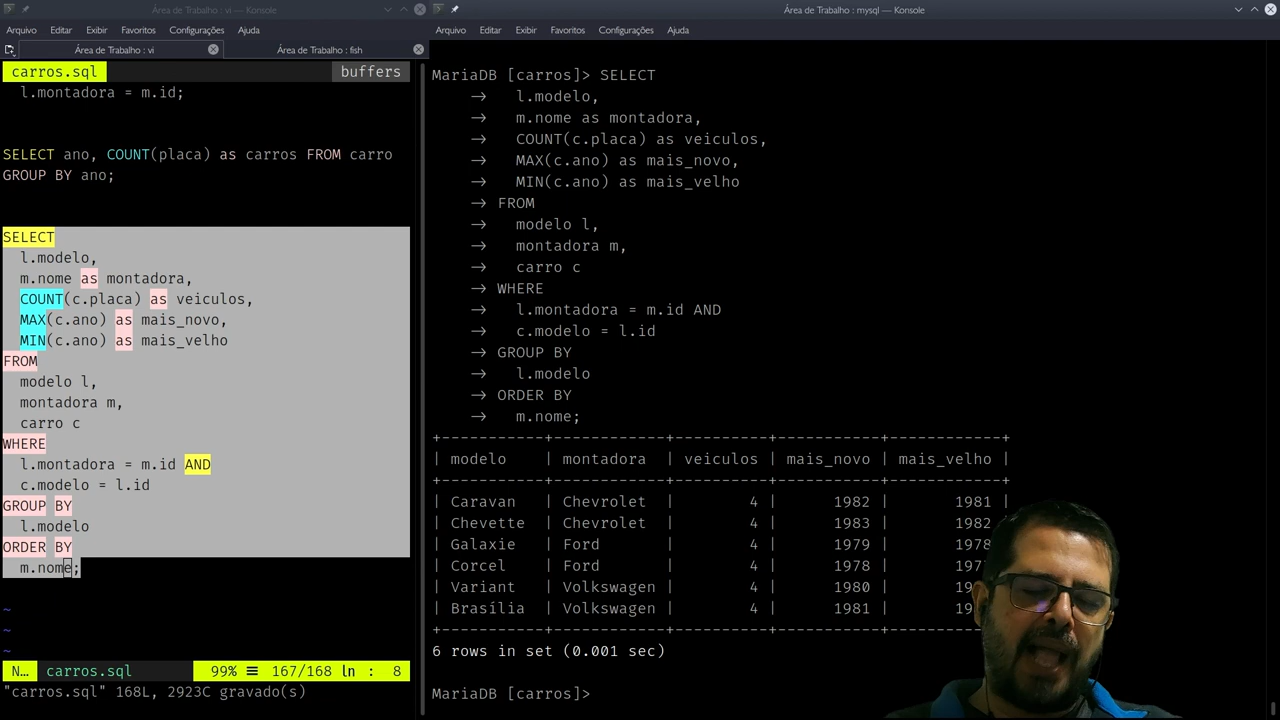 Área de Trabalho : vi — Konsole
Arquivo Editar Exibir Favoritos Configurações Ajuda
Área de Trabalho : vi Área de Trabalho : fish
carros.sql buffers
l.montadora = m.id;
SELECT ano, COUNT(placa) as carros FROM carro
GROUP BY ano;
SELECT
l.modelo,
m.nome as montadora,
COUNT(c.placa) as veiculos,
MAX(c.ano) as mais_novo,
MIN(c.ano) as mais_velho
FROM
modelo l,
montadora m,
carro c
WHERE
l.montadora = m.id AND
c.modelo = l.id
GROUP BY
l.modelo
ORDER BY
m.nome;
~
~
~
N… carros.sql 99% ☰ 167/168 ln : 8
"carros.sql" 168L, 2923C gravado(s)
Área de Trabalho : mysql — Konsole
Arquivo Editar Exibir Favoritos Configurações Ajuda
MariaDB [carros]> SELECT
→ l.modelo,
→ m.nome as montadora,
→ COUNT(c.placa) as veiculos,
→ MAX(c.ano) as mais_novo,
→ MIN(c.ano) as mais_velho
→ FROM
→ modelo l,
→ montadora m,
→ carro c
→ WHERE
→ l.montadora = m.id AND
→ c.modelo = l.id
→ GROUP BY
→ l.modelo
→ ORDER BY
→ m.nome;
+-----------+------------+----------+-----------+------------+
| modelo | montadora | veiculos | mais_novo | mais_velho |
+-----------+------------+----------+-----------+------------+
| Caravan | Chevrolet | 4 | 1982 | 1981 |
| Chevette | Chevrolet | 4 | 1983 | 1982
| Galaxie | Ford | 4 | 1979 | 1978
| Corcel | Ford | 4 | 1978 |
| Variant | Volkswagen | 4 | 1980 |
| Brasília | Volkswagen | 4 | 1981 |
+-----------+------------+----------+-----------+
6 rows in set (0.001 sec)
MariaDB [carros]>